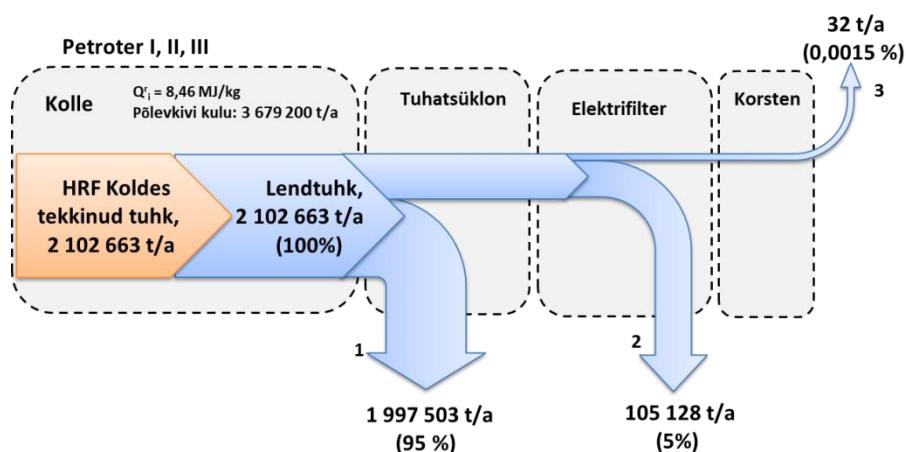 32 t/a
(0,0015 %)
Petroter I, II, III
3
Kolle
Qʳᵢ = 8,46 MJ/kg
Põlevkivi kulu: 3 679 200 t/a
Tuhatsüklon
Elektrifilter
Korsten
HRF Koldes
tekkinud tuhk,
2 102 663 t/a
Lendtuhk,
2 102 663 t/a
(100%)
1
2
1 997 503 t/a
(95 %)
105 128 t/a
(5%)